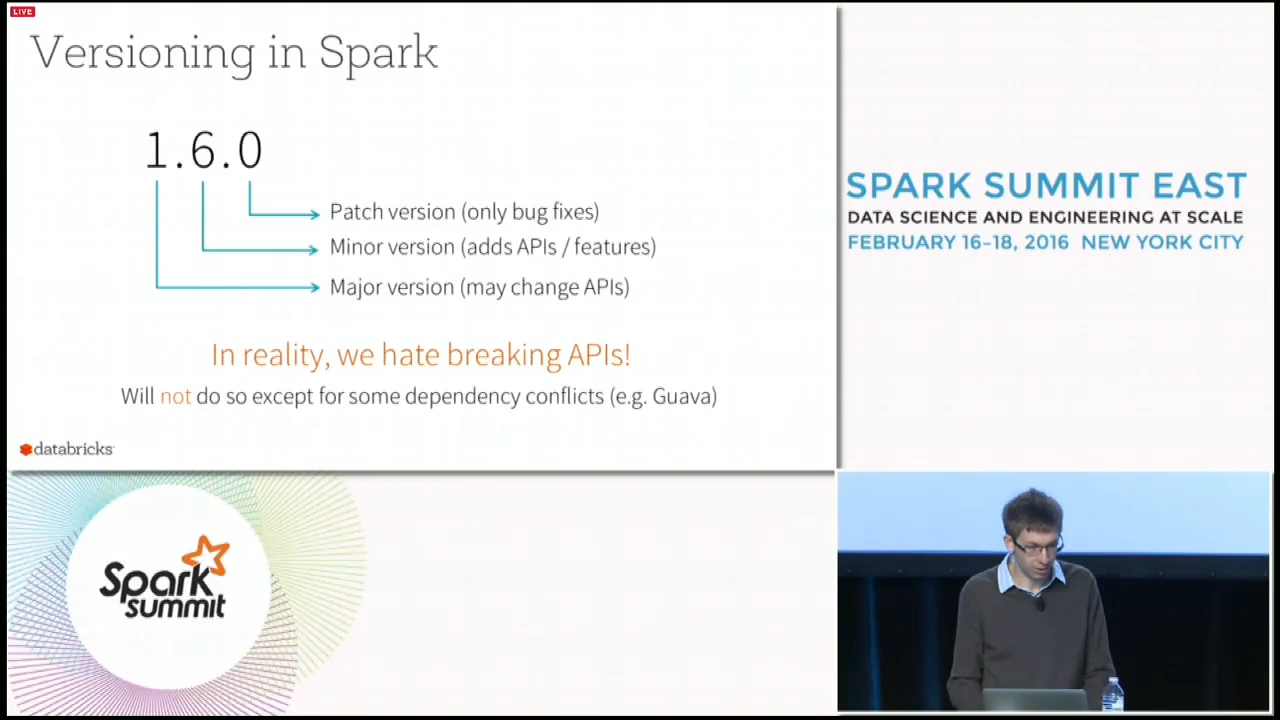 LIVE
Versioning in Spark
1.6.0
Patch version (only bug fixes)
Minor version (adds APIs / features)
Major version (may change APIs)
In reality, we hate breaking APIs!
Will not do so except for some dependency conflicts (e.g. Guava)
databricks
SPARK SUMMIT EAST
DATA SCIENCE AND ENGINEERING AT SCALE
FEBRUARY 16-18, 2016 NEW YORK CITY
Spark
summit